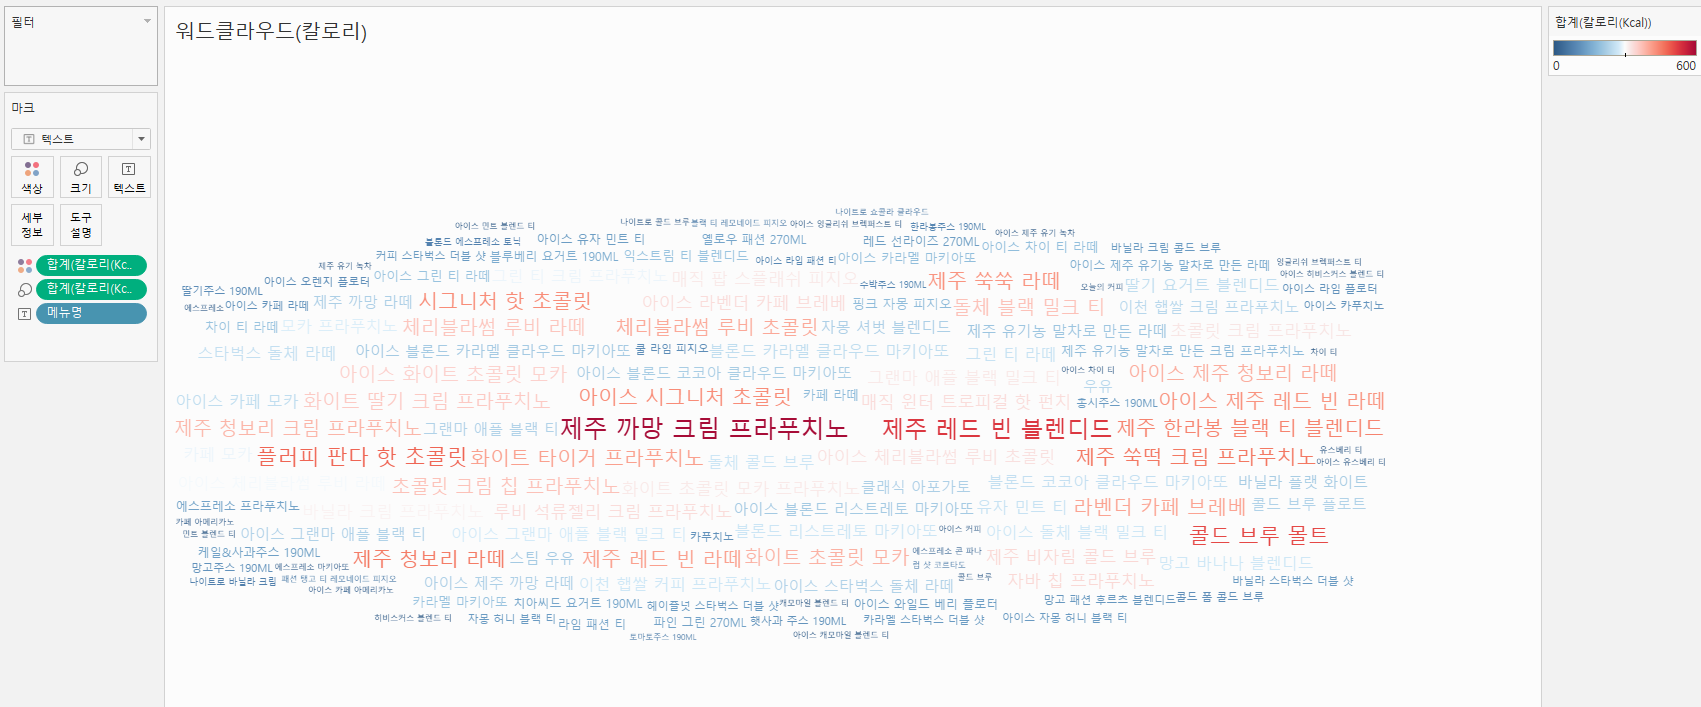 필터
마크
텍스트
색상
크기
텍스트
세부
정보
도구
설명
합계(칼로리(Kc..
합계(칼로리(Kc..
메뉴명
워드클라우드(칼로리)
나이트로 쇼콜라 클라우드
아이스 민트 블렌드 티
나이트로 콜드 브루
블랙 티 레모네이드 피지오
아이스 잉글리쉬 브렉퍼스트 티
한라봉주스 190ML
아이스 제주 유기 녹차
블론드 에스프레소 토닉
아이스 유자 민트 티
옐로우 패션 270ML
레드 선라이즈 270ML
아이스 차이 티 라떼
바닐라 크림 콜드 브루
커피 스타벅스 더블 샷
블루베리 요거트 190ML
익스트림 티 블렌디드
아이스 라임 패션 티
아이스 카라멜 마키아또
제주 유기 녹차
아이스 제주 유기농 말차로 만든 라떼
잉글리쉬 브렉퍼스트 티
아이스 오렌지 플로터
아이스 그린 티 라떼
그린 티 크림 프라푸치노
매직 팝 스플래쉬 피지오
제주 쑥쑥 라떼
아이스 히비스커스 블렌드 티
딸기주스 190ML
수박주스 190ML
오늘의 커피
딸기 요거트 블렌디드
아이스 라임 플로터
에스프레소
아이스 카페 라떼
제주 까망 라떼
시그니처 핫 초콜릿
아이스 라벤더 카페 브레베
핑크 자몽 피지오
돌체 블랙 밀크 티
이천 햅쌀 크림 프라푸치노
아이스 카푸치노
차이 티 라떼
모카 프라푸치노
체리블라썸 루비 라떼
체리블라썸 루비 초콜릿
자몽 셔벗 블렌디드
제주 유기농 말차로 만든 라떼
초콜릿 크림 프라푸치노
스타벅스 돌체 라떼
아이스 블론드 카라멜 클라우드 마키아또
쿨 라임 피지오
블론드 카라멜 클라우드 마키아또
그린 티 라떼
제주 유기농 말차로 만든 크림 프라푸치노
차이 티
아이스 화이트 초콜릿 모카
아이스 블론드 코코아 클라우드 마키아또
그랜마 애플 블랙 밀크 티
아이스 차이 티
우유
아이스 제주 청보리 라떼
아이스 카페 모카
화이트 딸기 크림 프라푸치노
아이스 시그니처 초콜릿
카페 라떼
매직 윈터 트로피컬 핫 펀치
홍시주스 190ML
아이스 제주 레드 빈 라떼
제주 청보리 크림 프라푸치노
그랜마 애플 블랙 티
제주 까망 크림 프라푸치노
제주 레드 빈 블렌디드
제주 한라봉 블랙 티 블렌디드
카페 모카
플러피 판다 핫 초콜릿
화이트 타이거 프라푸치노
돌체 콜드 브루
아이스 체리블라썸 루비 초콜릿
제주 쑥떡 크림 프라푸치노
유스베리 티
아이스 유스베리 티
아이스 체리블라썸 루비 라떼
초콜릿 크림 칩 프라푸치노
화이트 초콜릿 모카 프라푸치노
클래식 아포가토
블론드 코코아 클라우드 마키아또
바닐라 플랫 화이트
에스프레소 프라푸치노
바닐라 크림 프라푸치노
루비 석류젤리 크림 프라푸치노
아이스 블론드 리스트레토 마키아또
유자 민트 티
라벤더 카페 브레베
콜드 브루 플로트
카페 아메리카노
민트 블렌드 티
아이스 그랜마 애플 블랙 티
아이스 그랜마 애플 블랙 밀크 티
카푸치노
블론드 리스트레토 마키아또
아이스 커피
아이스 돌체 블랙 밀크 티
콜드 브루 몰트
케일&사과주스 190ML
제주 청보리 라떼
스팀 우유
제주 레드 빈 라떼
화이트 초콜릿 모카
에스프레소 콘 파나
럼 샷 코르타도
제주 비자림 콜드 브루
망고 바나나 블렌디드
망고주스 190ML
에스프레소 마키아또
나이트로 바닐라 크림
패션 탱고 티 레모네이드 피지오
아이스 카페 아메리카노
아이스 제주 까망 라떼
이천 햅쌀 커피 프라푸치노
아이스 스타벅스 돌체 라떼
콜드 브루
자바 칩 프라푸치노
바닐라 스타벅스 더블 샷
카라멜 마키아또
치아씨드 요거트 190ML
헤이즐넛 스타벅스 더블 샷
캐모마일 블렌드 티
아이스 와일드 베리 플로터
망고 패션 후르츠 블렌디드
콜드 폼 콜드 브루
히비스커스 블렌드 티
자몽 허니 블랙 티
라임 패션 티
파인 그린 270ML
햇사과 주스 190ML
카라멜 스타벅스 더블 샷
아이스 자몽 허니 블랙 티
토마토주스 190ML
아이스 캐모마일 블렌드 티
합계(칼로리(Kcal))
0
600